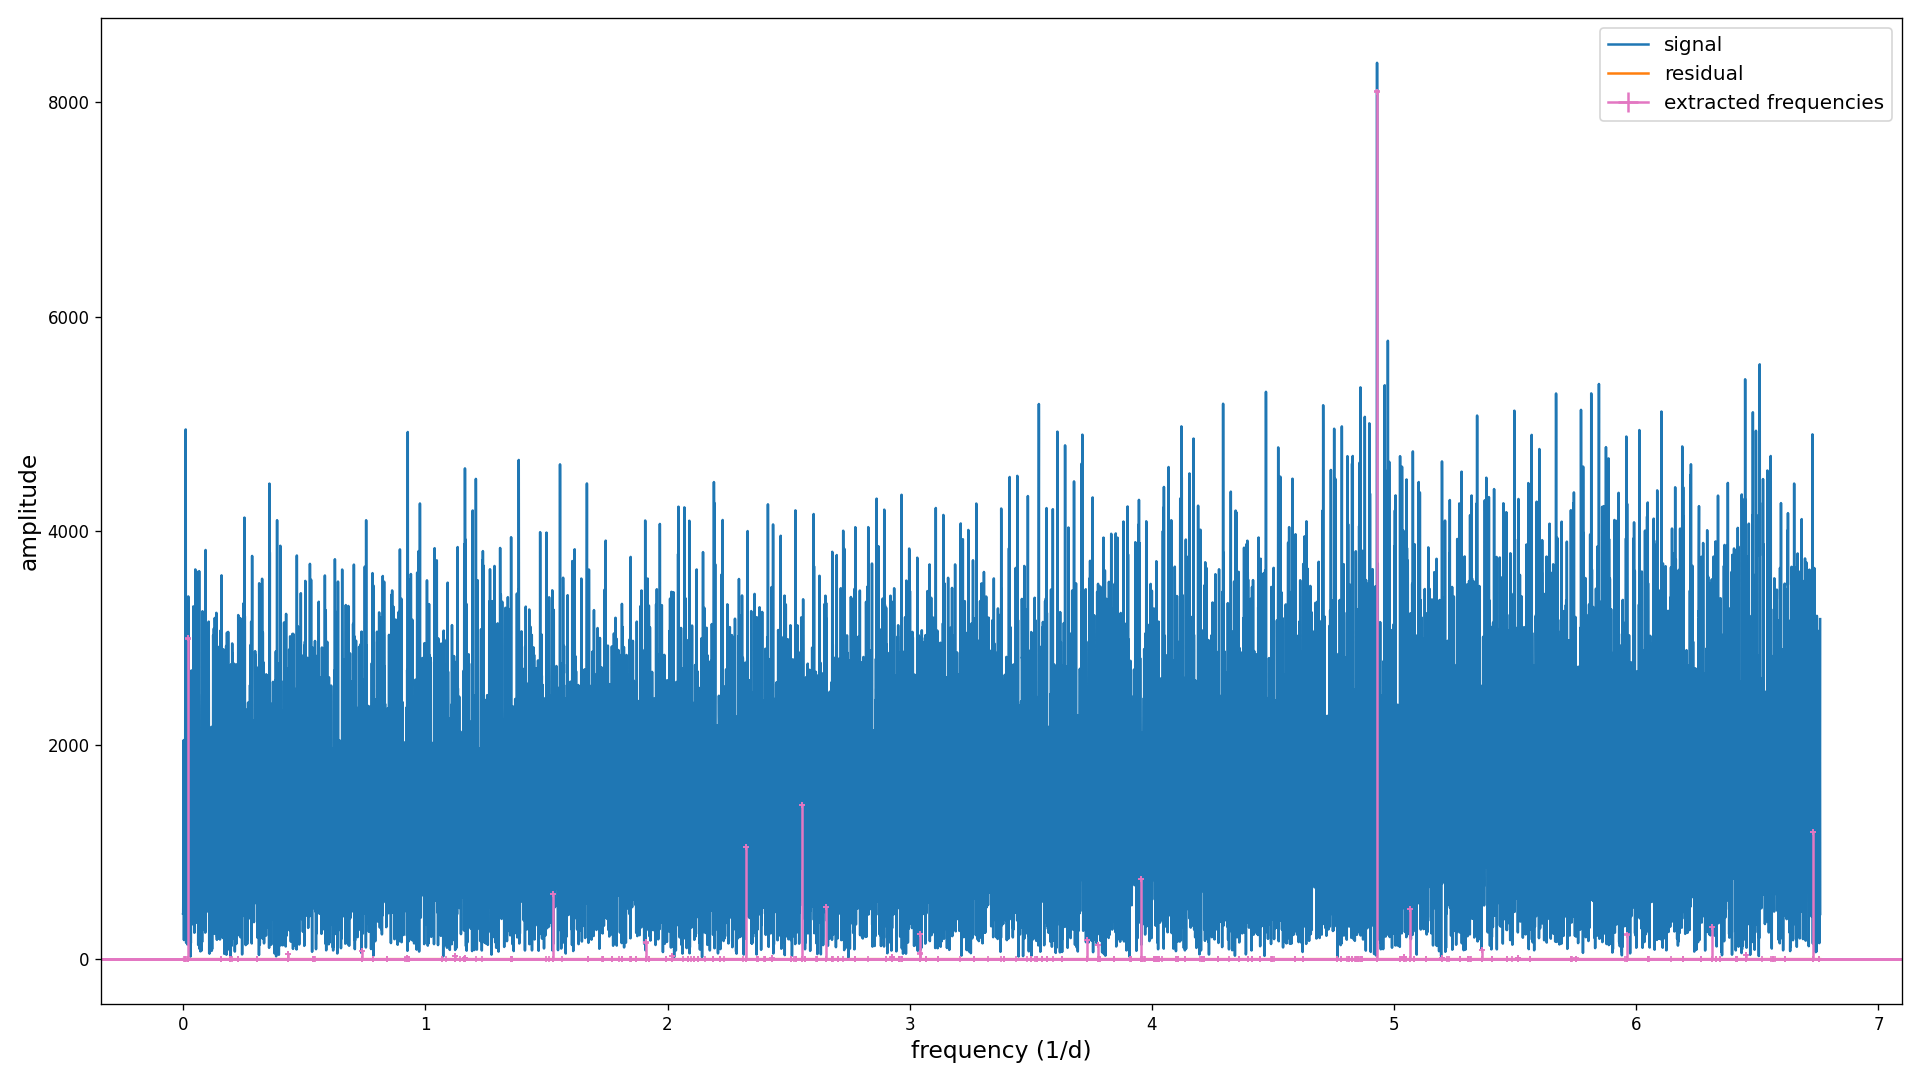 signal
residual
extracted frequencies
8000
6000
4000
2000
0
amplitude
0 1 2 3 4 5 6 7
frequency (1/d)